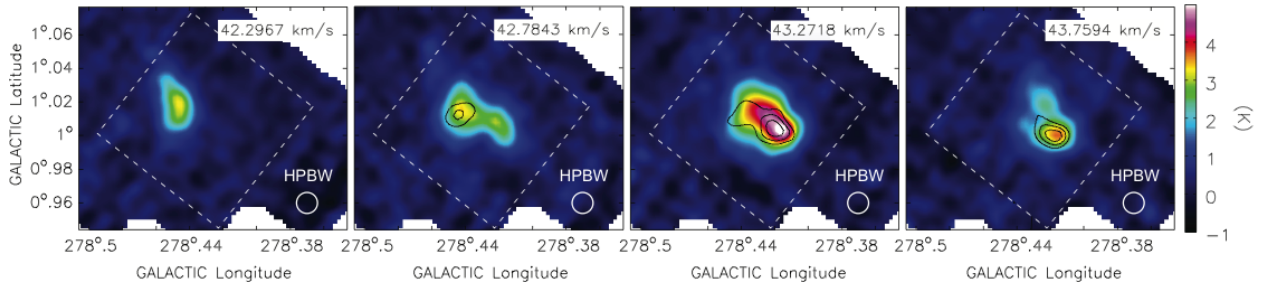 42.2967 km/s
42.7843 km/s
43.2718 km/s
43.7594 km/s
GALACTIC Latitude
1°.06
1°.04
1°.02
1°
0°.98
0°.96
HPBW
HPBW
HPBW
HPBW
4
3
2
1
0
−1
(K)
278°.5 278°.44 278°.38
278°.5 278°.44 278°.38
278°.5 278°.44 278°.38
278°.5 278°.44 278°.38
GALACTIC Longitude
GALACTIC Longitude
GALACTIC Longitude
GALACTIC Longitude